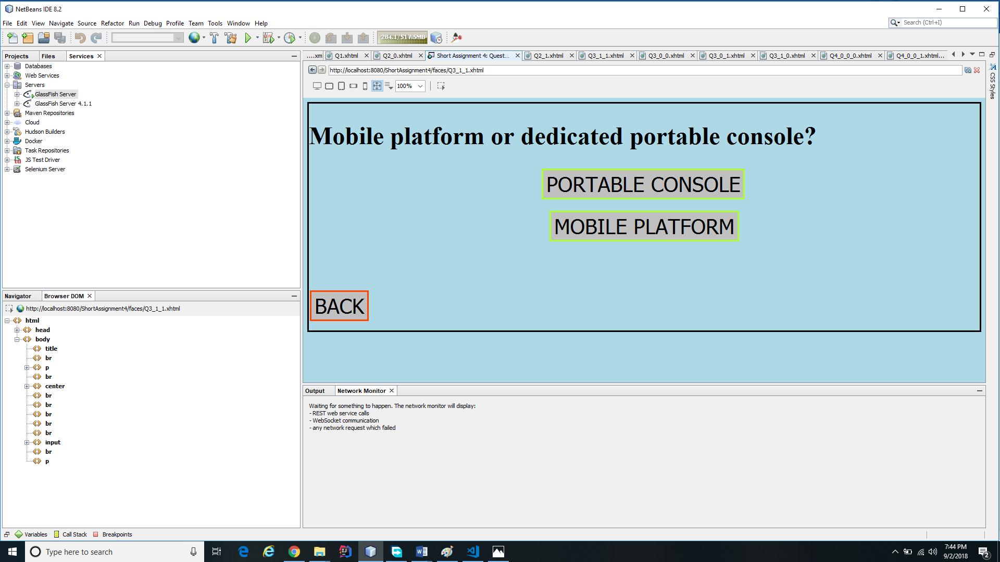 NetBeans IDE 8.2
File Edit View Navigate Source Refactor Run Debug Profile Team Tools Window Help
Search (Ctrl+I)
284.1/517.5MB
Projects Files Services
....xml Q1.xhtml Q2_0.xhtml Short Assignment 4: Quest... Q2_1.xhtml Q3_1_1.xhtml Q3_0_0.xhtml Q3_0_1.xhtml Q3_1_0.xhtml Q4_0_0_0.xhtml Q4_0_0_1.xhtml...
Databases
Web Services
Servers
GlassFish Server
GlassFish Server 4.1.1
Maven Repositories
Cloud
Hudson Builders
Docker
Task Repositories
JS Test Driver
Selenium Server
http://localhost:8080/ShortAssignment4/faces/Q3_1_1.xhtml
100%
CSS Styles
Mobile platform or dedicated portable console?
PORTABLE CONSOLE
MOBILE PLATFORM
BACK
Navigator Browser DOM
http://localhost:8080/ShortAssignment4/faces/Q3_1_1.xhtml
html
head
body
title
br
p
br
center
br
br
br
br
br
input
br
p
Output Network Monitor
Waiting for something to happen. The network monitor will display:
- REST web service calls
- WebSocket communication
- any network request which failed
Variables Call Stack Breakpoints
Type here to search
7:44 PM
9/2/2018
2